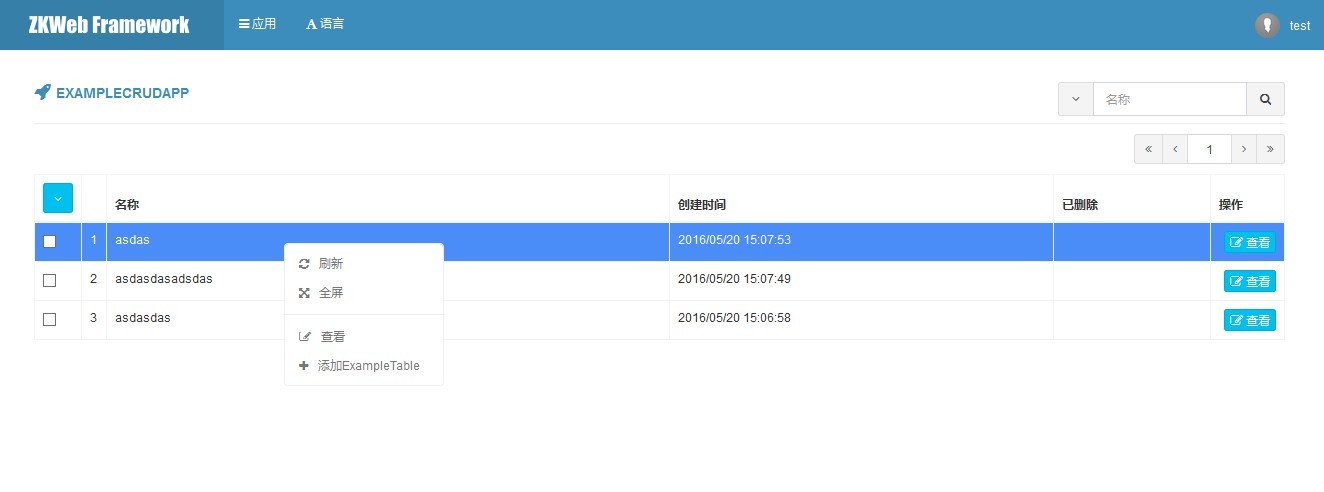 ZKWeb Framework 应用 A 语言 test
EXAMPLECRUDAPP 名称
« ‹ 1 › »
名称 创建时间 已删除 操作
1 asdas 2016/05/20 15:07:53 查看
刷新
2 asdasdasadsdas 2016/05/20 15:07:49 查看
全屏
3 asdasdas 2016/05/20 15:06:58 查看
查看
添加ExampleTable